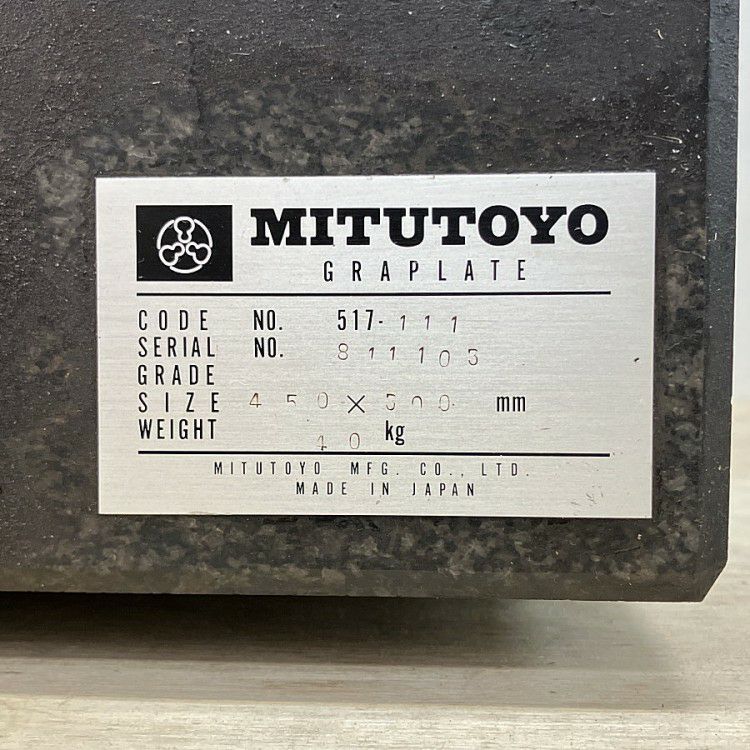 MITUTOYO
GRAPLATE
CODE NO. 517-111
SERIAL NO. 811103
GRADE
SIZE 450×300 mm
WEIGHT 40 kg
MITUTOYO MFG. CO., LTD.
MADE IN JAPAN